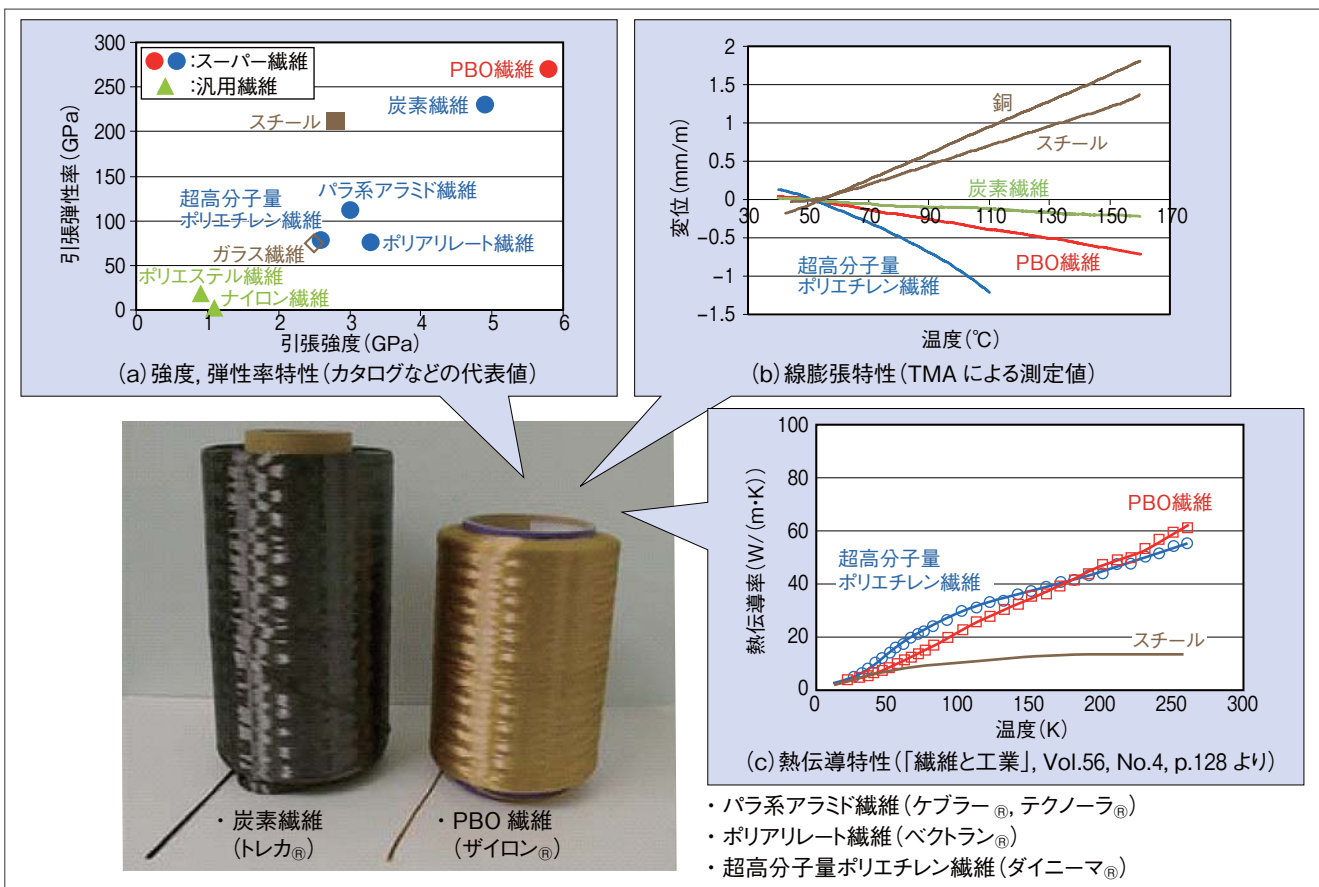 300
250
200
150
100
50
0
0
1
2
3
4
5
6
引張弾性率(GPa)
引張強度(GPa)
:スーパー繊維
:汎用繊維
PBO繊維
炭素繊維
スチール
パラ系アラミド繊維
超高分子量
ポリエチレン繊維
ガラス繊維
ポリアリレート繊維
ポリエステル繊維
ナイロン繊維
(a)強度, 弾性率特性(カタログなどの代表値)
2
1.5
1
0.5
0
−0.5
−1
−1.5
30
50
70
90
110
130
150
170
変位(mm/m)
温度(℃)
銅
スチール
炭素繊維
PBO繊維
超高分子量
ポリエチレン繊維
(b)線膨張特性(TMA による測定値)
100
80
60
40
20
0
0
50
100
150
200
250
300
熱伝導率(W/(m・K))
温度(K)
PBO繊維
超高分子量
ポリエチレン繊維
スチール
(c)熱伝導特性(「繊維と工業」, Vol.56, No.4, p.128 より)
・炭素繊維
(トレカ®)
・PBO 繊維
(ザイロン®)
・パラ系アラミド繊維(ケブラー®, テクノーラ®)
・ポリアリレート繊維(ベクトラン®)
・超高分子量ポリエチレン繊維(ダイニーマ®)